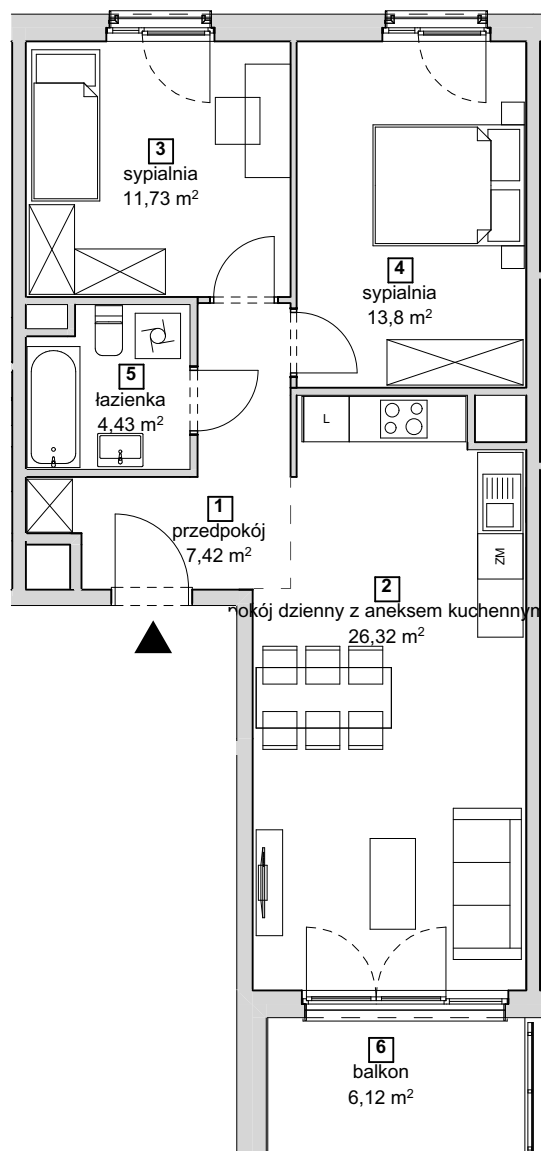 3
sypialnia
11,73 m²
4
sypialnia
13,8 m²
5
łazienka
4,43 m²
L
1
przedpokój
7,42 m²
ZM
2
pokój dzienny z aneksem kuchennym
26,32 m²
6
balkon
6,12 m²